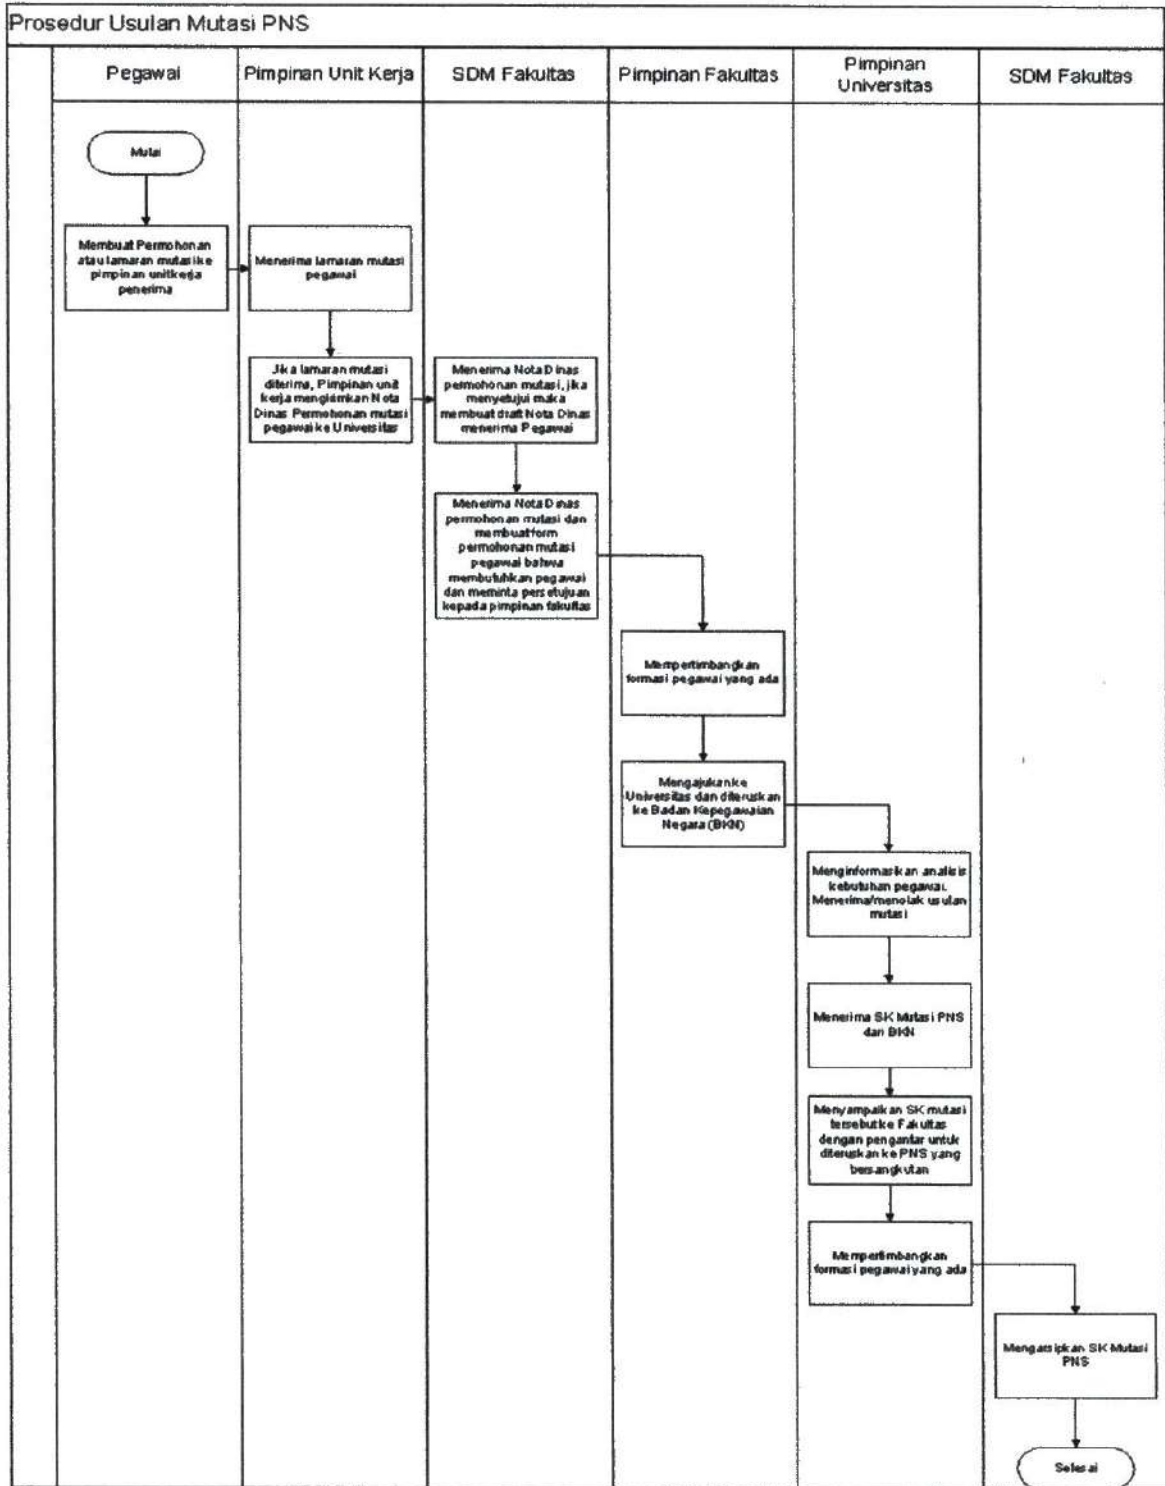 Prosedur Usulan Mutasi PNS
Pegawai
Pimpinan Unit Kerja
SDM Fakultas
Pimpinan Fakultas
Pimpinan
Universitas
SDM Fakultas
Mulai
Membuat Permohonan
atau lamaran mutasi ke
pimpinan unit kerja
penerima
Menerima lamaran mutasi
pegawai
Jika lamaran mutasi
diterima, Pimpinan unit
kerja mengirimkan Nota
Dinas Permohonan mutasi
pegawai ke Universitas
Menerima Nota Dinas
permohonan mutasi, jika
menyetujui maka
membuat draft Nota Dinas
menerima Pegawai
Menerima Nota Dinas
permohonan mutasi dan
membuat form
permohonan mutasi
pegawai bahwa
membutuhkan pegawai
dan meminta persetujuan
kepada pimpinan fakultas
Mempertimbangkan
formasi pegawai yang ada
Mengajukan ke
Universitas dan diteruskan
ke Badan Kepegawaian
Negara (BKN)
Menginformasikan analisis
kebutuhan pegawai.
Menerima/menolak usulan
mutasi
Menerima SK Mutasi PNS
dari BKN
Menyampaikan SK mutasi
tersebut ke Fakultas
dengan pengantar untuk
diteruskan ke PNS yang
bersangkutan
Mempertimbangkan
formasi pegawai yang ada
Mengarsipkan SK Mutasi
PNS
Selesai